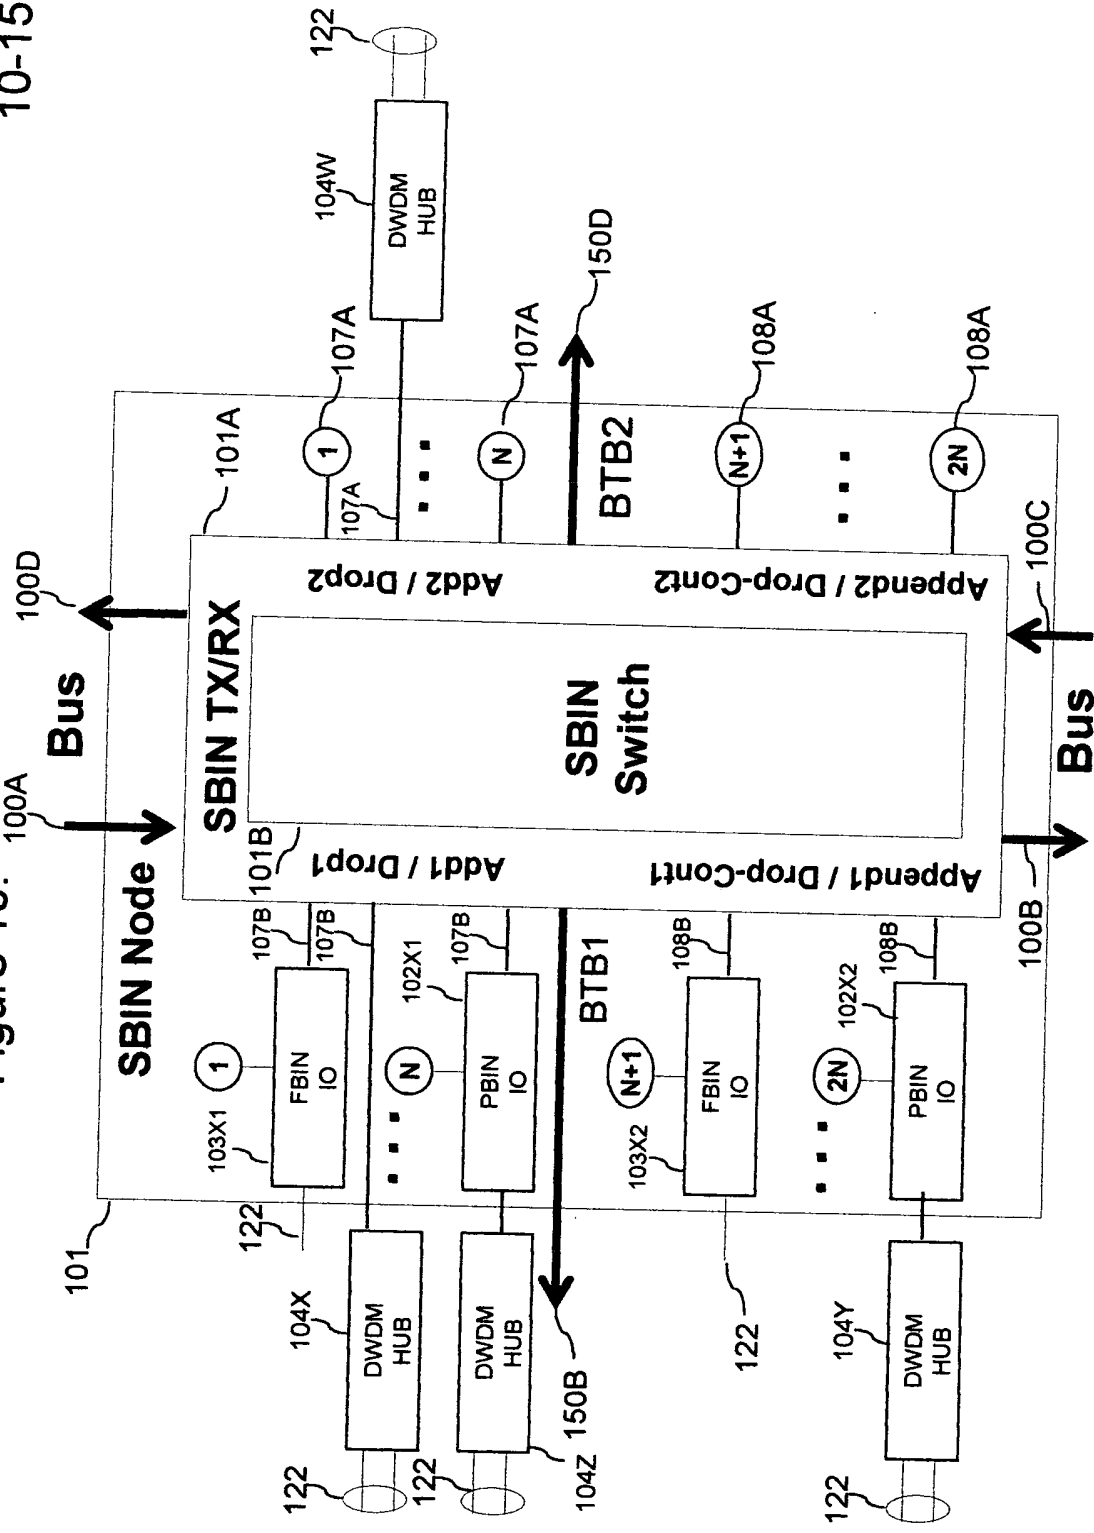 10-15
Figure
100A
100D
Bus
SBIN Node
101
SBIN TX/RX
101A
101B
SBIN
Switch
Add1 / Drop1
Append1 / Drop-Cont1
Add2 / Drop2
Append2 / Drop-Cont2
107B
107B
107B
108B
108B
1
FBIN
IO
103X1
122
DWDM
HUB
104X
122
N
PBIN
IO
102X1
DWDM
HUB
104Z
122
BTB1
150B
N+1
FBIN
IO
103X2
122
2N
PBIN
IO
102X2
DWDM
HUB
104Y
122
122
DWDM
HUB
104W
1
107A
107A
N
107A
BTB2
150D
N+1
108A
2N
108A
100C
100B
Bus